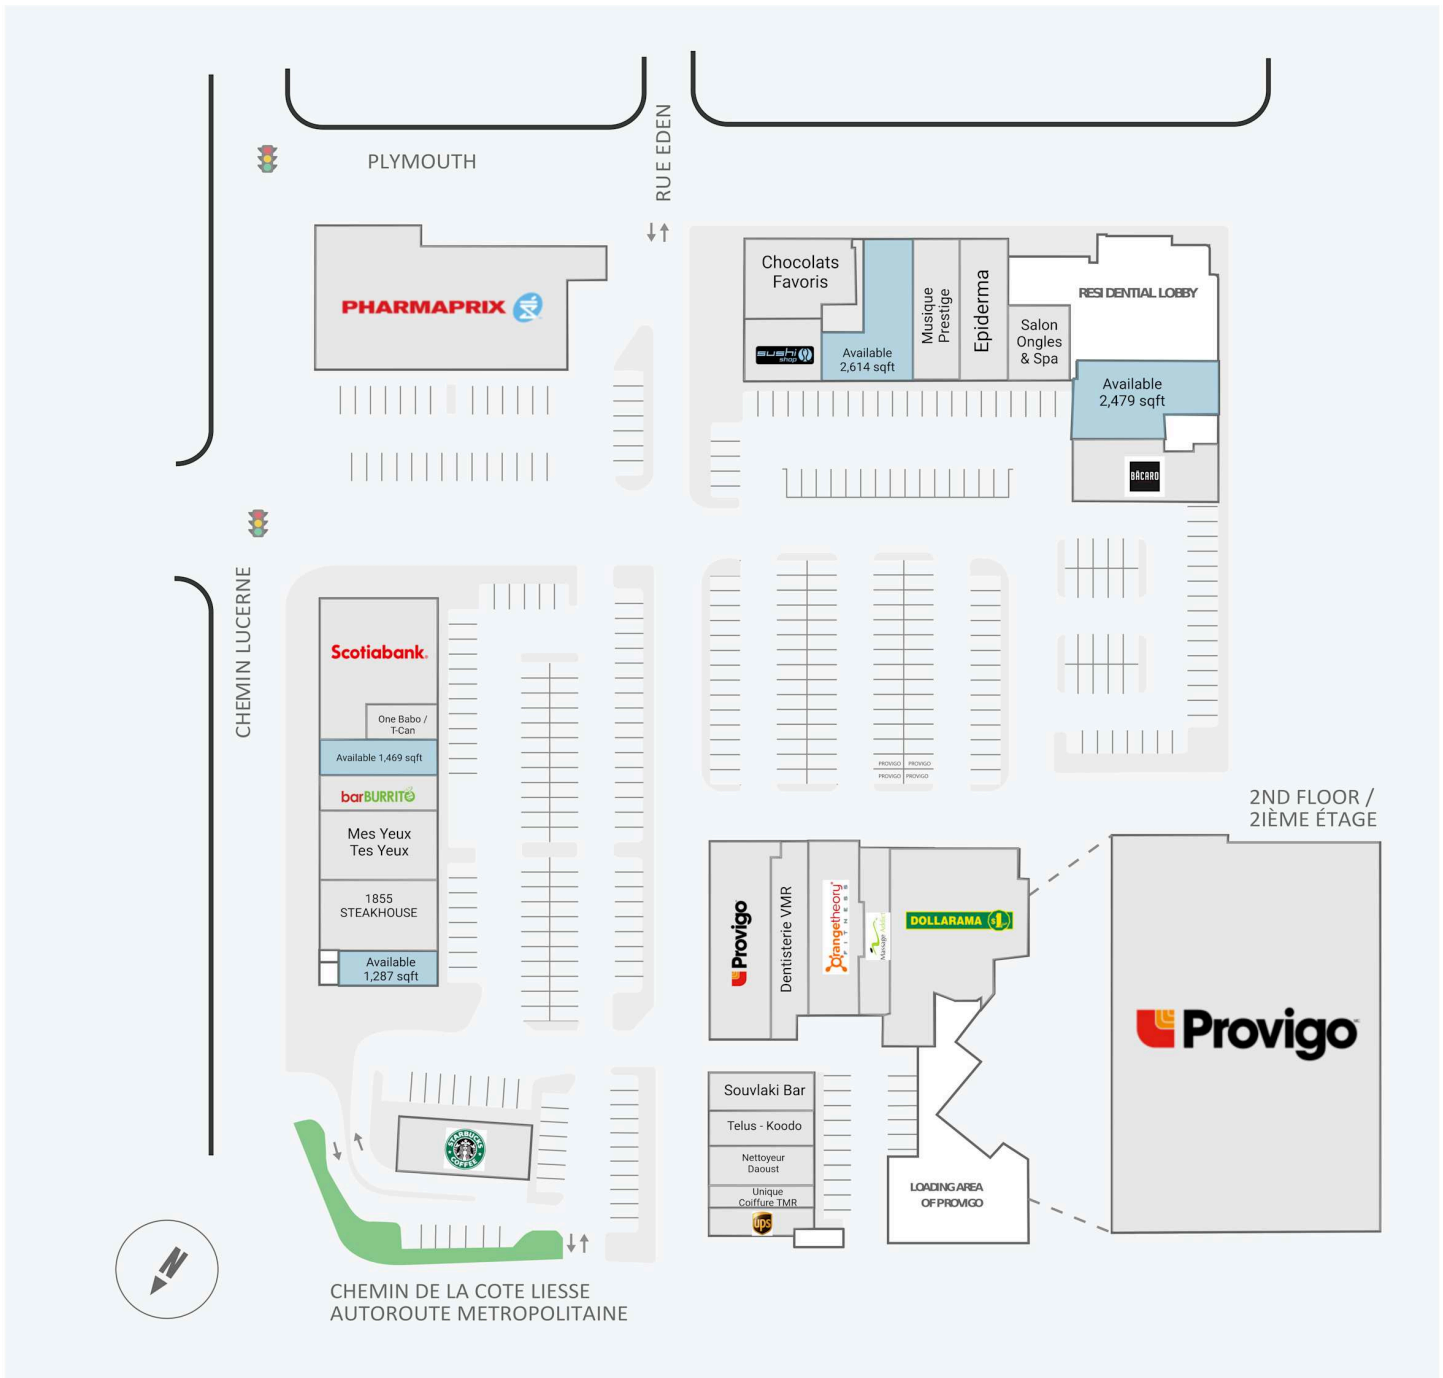 PLYMOUTH
RUE EDEN
PHARMAPRIX
Chocolats
Favoris
sushi
shop
Available
2,614 sqft
Musique
Prestige
Epiderma
Salon
Ongles
& Spa
RESIDENTIAL LOBBY
Available
2,479 sqft
BÂCARO
CHEMIN LUCERNE
Scotiabank
One Babo /
T-Can
Available 1,469 sqft
barBURRITO
Mes Yeux
Tes Yeux
1855
STEAKHOUSE
Available
1,287 sqft
PROVIGO PROVIGO
PROVIGO PROVIGO
2ND FLOOR /
2IÈME ÉTAGE
Provigo
Dentisterie VMR
Orangetheory
FITNESS
Massage
DOLLARAMA $1
Provigo
Souvlaki Bar
Telus - Koodo
Nettoyeur
Daoust
Unique
Coiffure TMR
ups
LOADING AREA
OF PROVIGO
STARBUCKS
COFFEE
N
CHEMIN DE LA COTE LIESSE
AUTOROUTE METROPOLITAINE